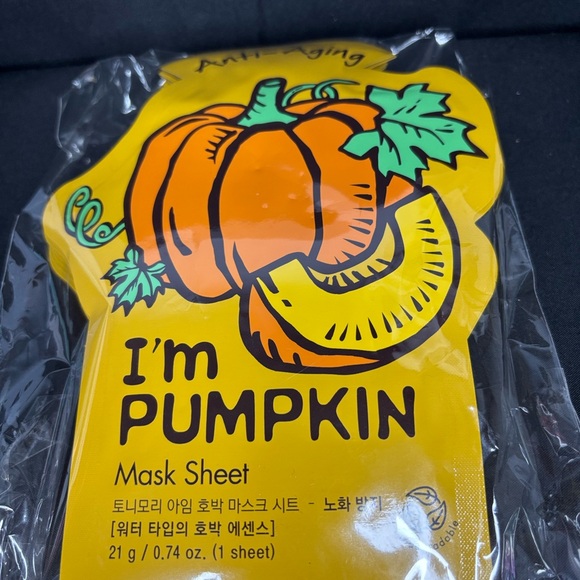 Anti-Aging
I'm
PUMPKIN
Mask Sheet
토니모리 아임 호박 마스크 시트 - 노화
[워터 타입의 호박 에센스]
21 g / 0.74 oz. (1 sheet)